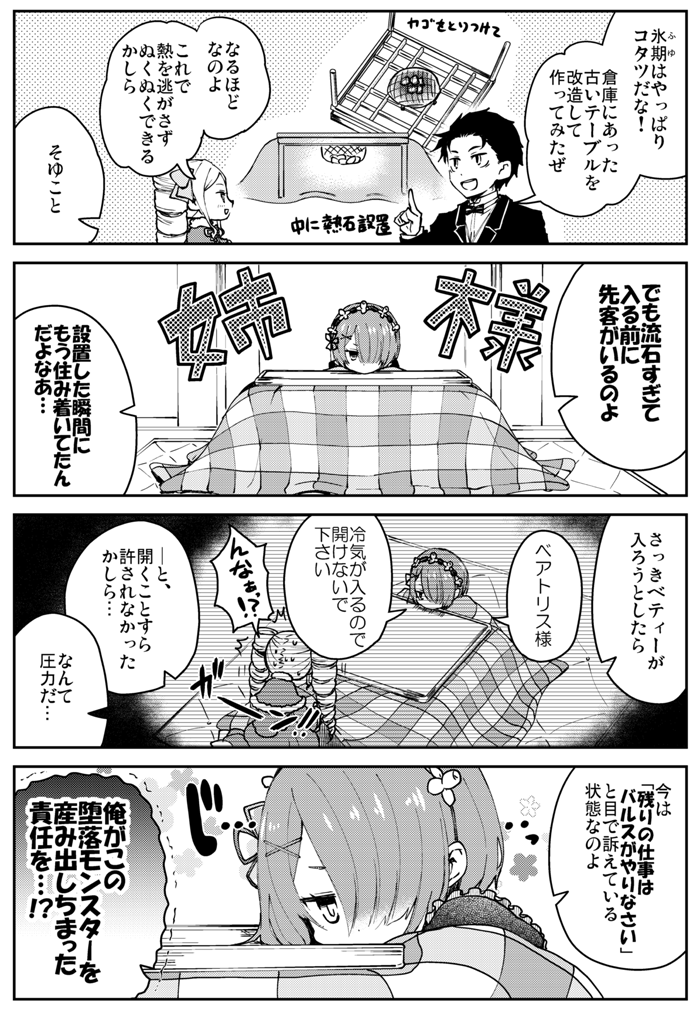 氷期はやっぱり
ふゆ
コタツだな！
カゴをとりつけて
倉庫にあった
古いテーブルを
改造して
作ってみたぜ
中に熱石設置
なるほど
なのよ
これで
熱を逃がさず
ぬくぬくできる
かしら
そゆこと
でも流石すぎて
入る前に
先客がいるのよ
姉様
設置した瞬間に
もう住み着いてたん
だよなあ…
さっきベティーが
入ろうとしたら
ベアトリス様
冷気が入るので
開けないで
下さい
んなぁ、!?
ガーン!!
―と、
開くことすら
許されなかった
かしら…
なんて
圧力だ…
今は
「残りの仕事は
バルスがやりなさい」
と目で訴えている
状態なのよ
じ…
俺がこの
堕落モンスターを
産み出しちまった
責任を…!?